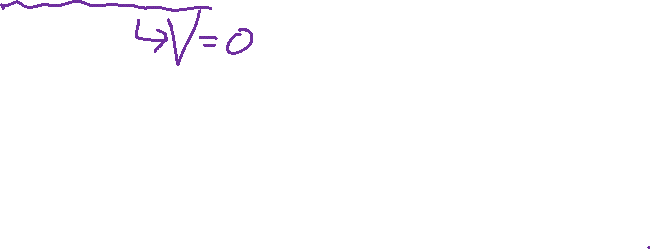 ↳ V = 0